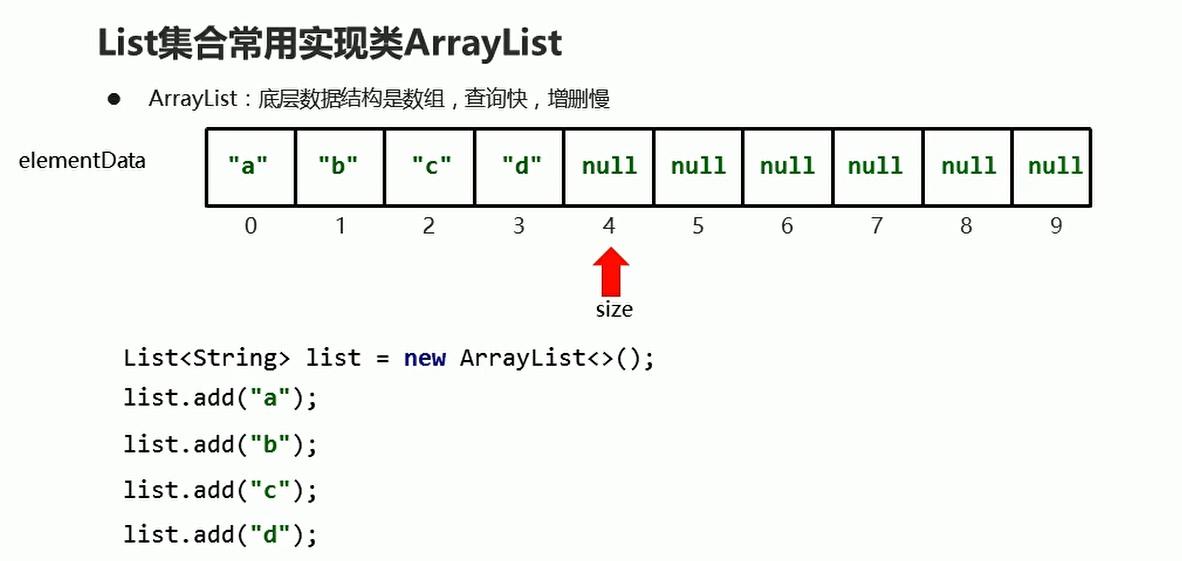 List集合常用实现类ArrayList
● ArrayList：底层数据结构是数组，查询快，增删慢
elementData "a" "b" "c" "d" null null null null null null
0 1 2 3 4 5 6 7 8 9
size
List<String> list = new ArrayList<>();
list.add("a");
list.add("b");
list.add("c");
list.add("d");